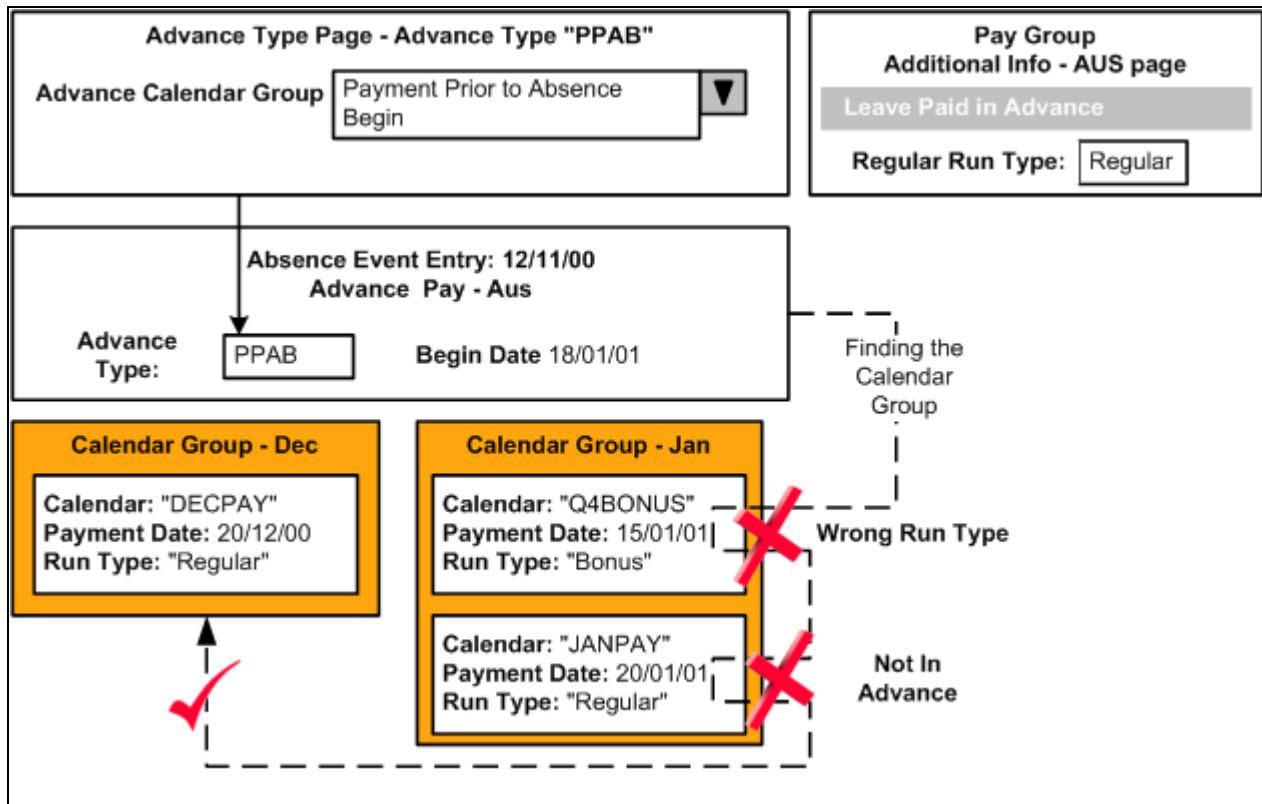 Advance Type Page - Advance Type "PPAB"
Advance Calendar Group
Payment Prior to Absence
Begin
Pay Group
Additional Info - AUS page
Leave Paid in Advance
Regular Run Type: Regular
Absence Event Entry: 12/11/00
Advance Pay - Aus
Advance
Type:
PPAB
Begin Date 18/01/01
Finding the
Calendar
Group
Calendar Group - Dec
Calendar: "DECPAY"
Payment Date: 20/12/00
Run Type: "Regular"
Calendar Group - Jan
Calendar: "Q4BONUS"
Payment Date: 15/01/01
Run Type: "Bonus"
Wrong Run Type
Calendar: "JANPAY"
Payment Date: 20/01/01
Run Type: "Regular"
Not In
Advance